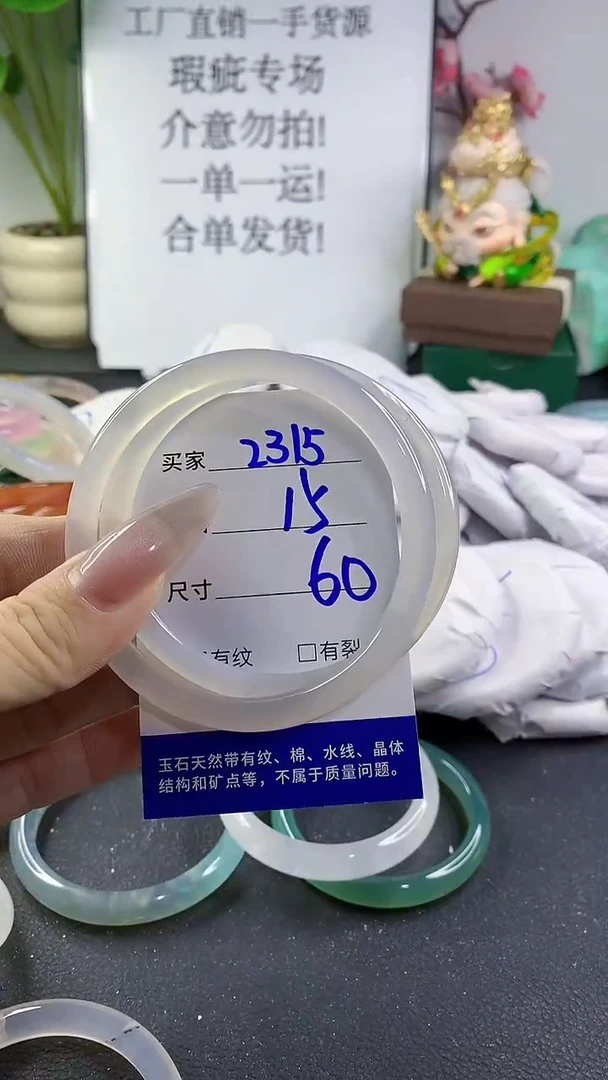 工厂直销一手货源
瑕疵专场
介意勿拍!
一单一运!
合单发货!
买家 2315
15
尺寸 60
有纹 □有裂
玉石天然带有纹、棉、水线、晶体
结构和矿点等，不属于质量问题。